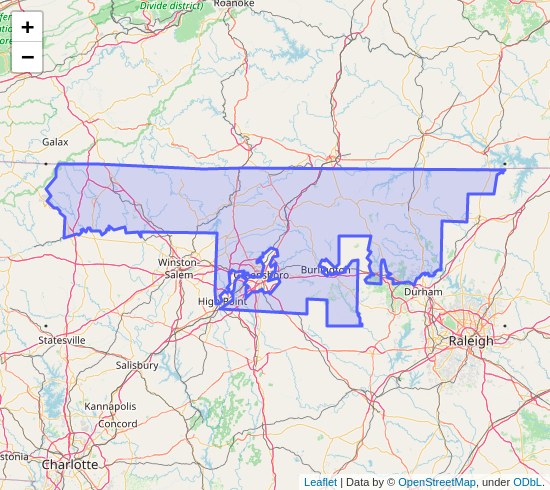 Roanoke
Divide district)
+
−
Galax
Winston-
Salem
Greensboro
Burlington
High Point
Durham
Statesville
Raleigh
Salisbury
Kannapolis
Concord
Charlotte
Leaflet | Data by © OpenStreetMap, under ODbL.